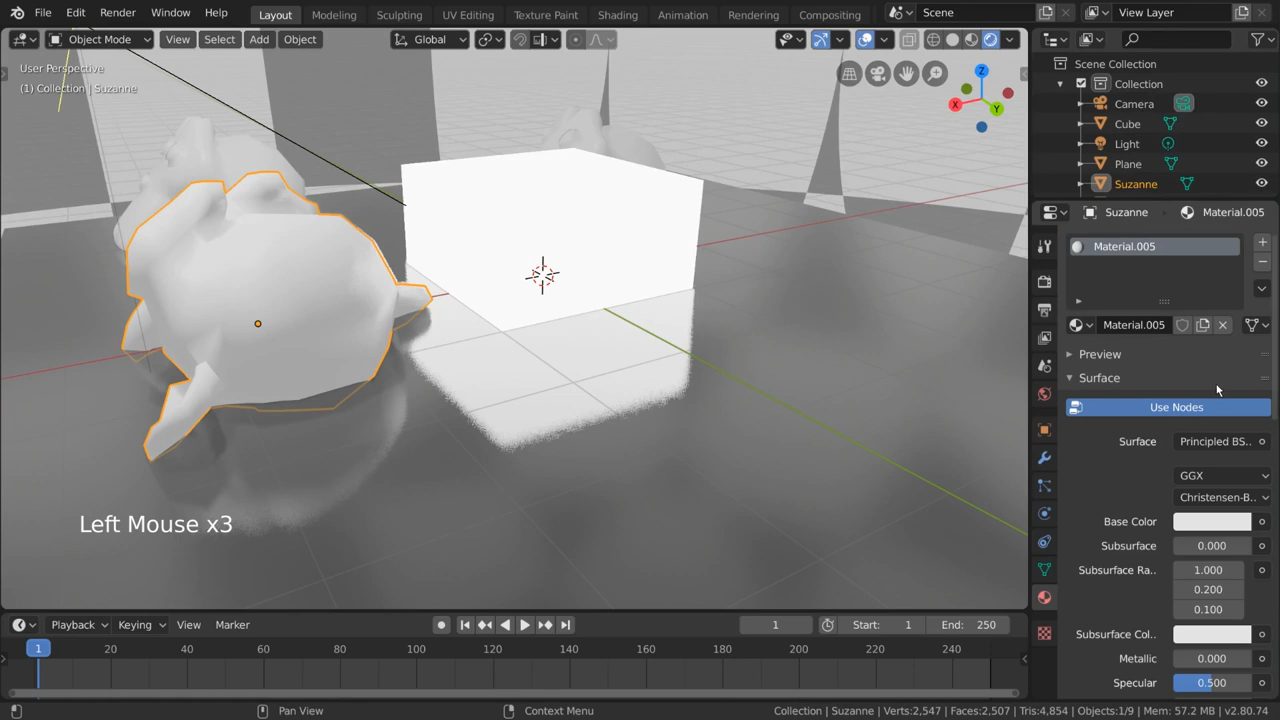 File Edit Render Window Help Layout Modeling Sculpting UV Editing Texture Paint Shading Animation Rendering Compositing Scene View Layer
Object Mode View Select Add Object Global
User Perspective
(1) Collection | Suzanne
Z
X
Y
Left Mouse x3
Scene Collection
Collection
Camera
Cube
Light
Plane
Suzanne
Suzanne Material.005
Material.005
Material.005
Preview
Surface
Use Nodes
Surface Principled BS..
GGX
Christensen-B..
Base Color
Subsurface 0.000
Subsurface Ra.. 1.000
0.200
0.100
Subsurface Col..
Metallic 0.000
Specular 0.500
Playback Keying View Marker 1 Start: 1 End: 250
1 20 40 60 80 100 120 140 160 180 200 220 240
Pan View Context Menu Collection | Suzanne | Verts:2,547 | Faces:2,507 | Tris:4,854 | Objects:1/9 | Mem: 57.2 MB | v2.80.74